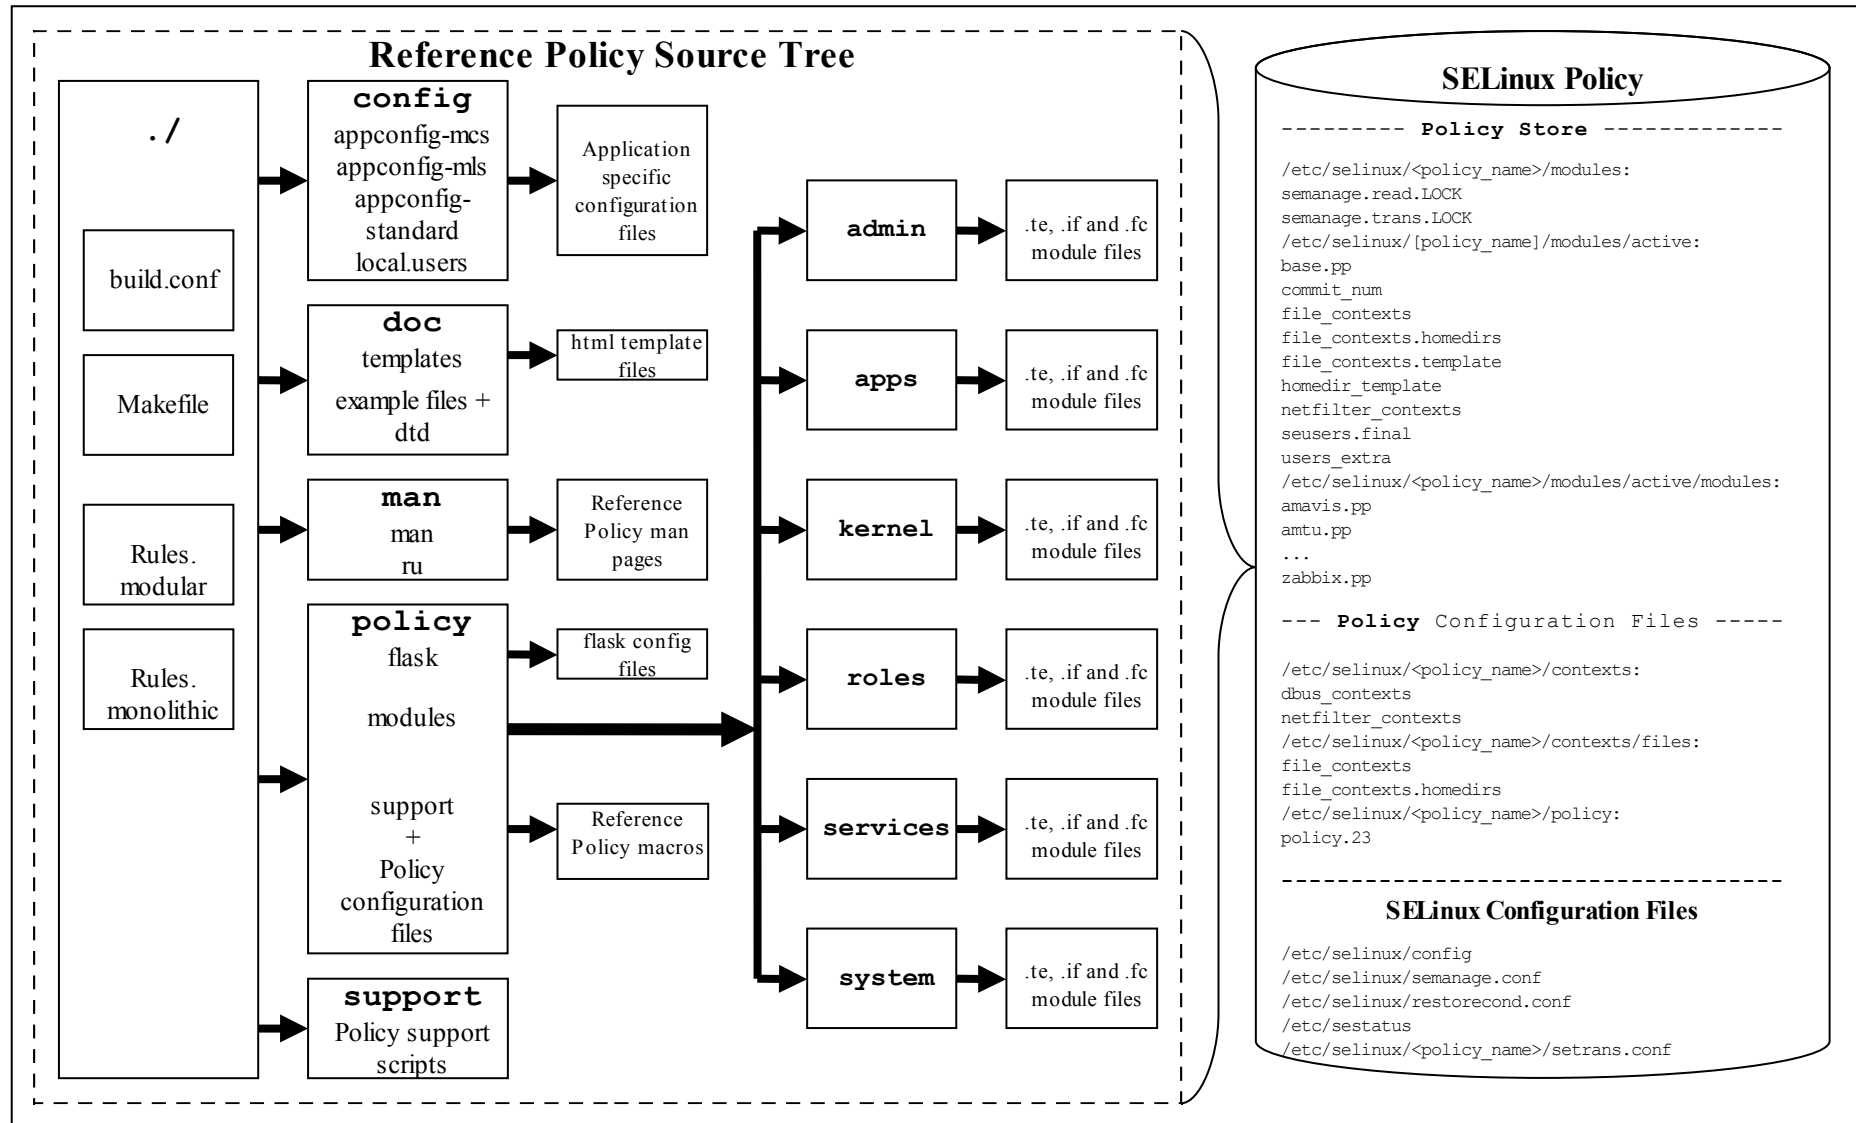 Reference Policy Source Tree
./
build.conf
Makefile
Rules.
modular
Rules.
monolithic
config
appconfig-mcs
appconfig-mls
appconfig-
standard
local.users
Application
specific
configuration
files
doc
templates
example files +
dtd
html template
files
man
man
ru
Reference
Policy man
pages
policy
flask
modules
support
+
Policy
configuration
files
flask config
files
Reference
Policy macros
support
Policy support
scripts
admin
.te, .if and .fc
module files
apps
.te, .if and .fc
module files
kernel
.te, .if and .fc
module files
roles
.te, .if and .fc
module files
services
.te, .if and .fc
module files
system
.te, .if and .fc
module files
SELinux Policy
--------- Policy Store -------------
/etc/selinux/<policy_name>/modules:
semanage.read.LOCK
semanage.trans.LOCK
/etc/selinux/[policy_name]/modules/active:
base.pp
commit_num
file_contexts
file_contexts.homedirs
file_contexts.template
homedir_template
netfilter_contexts
seusers.final
users_extra
/etc/selinux/<policy_name>/modules/active/modules:
amavis.pp
amtu.pp
...
zabbix.pp
--- Policy Configuration Files -----
/etc/selinux/<policy_name>/contexts:
dbus_contexts
netfilter_contexts
/etc/selinux/<policy_name>/contexts/files:
file_contexts
file_contexts.homedirs
/etc/selinux/<policy_name>/policy:
policy.23
------------------------------------
SELinux Configuration Files
/etc/selinux/config
/etc/selinux/semanage.conf
/etc/selinux/restorecond.conf
/etc/sestatus
/etc/selinux/<policy_name>/setrans.conf